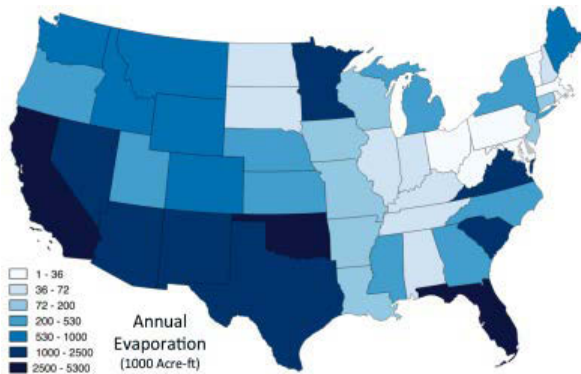 1 - 36
36 - 72
72 - 200
200 - 530
530 - 1000
1000 - 2500
2500 - 5300
Annual
Evaporation
(1000 Acre-ft)